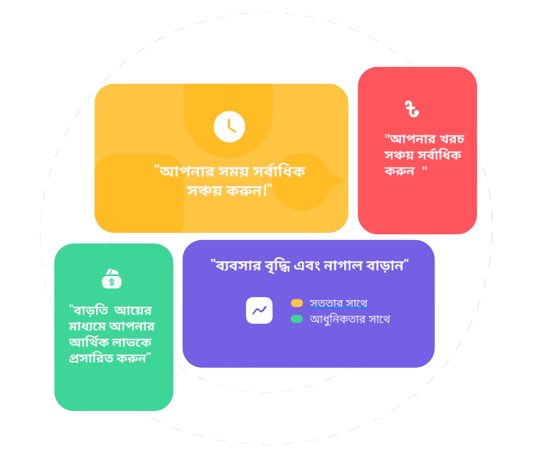 "আপনার সময় সর্বাধিক
সঞ্চয় করুন।"
৳
"আপনার খরচ
সঞ্চয় সর্বাধিক
করুন "
"ব্যবসার বৃদ্ধি এবং নাগাল বাড়ান"
সততার সাথে
আধুনিকতার সাথে
$
"বাড়তি আয়ের
মাধ্যমে আপনার
আর্থিক লাভকে
প্রসারিত করুন"